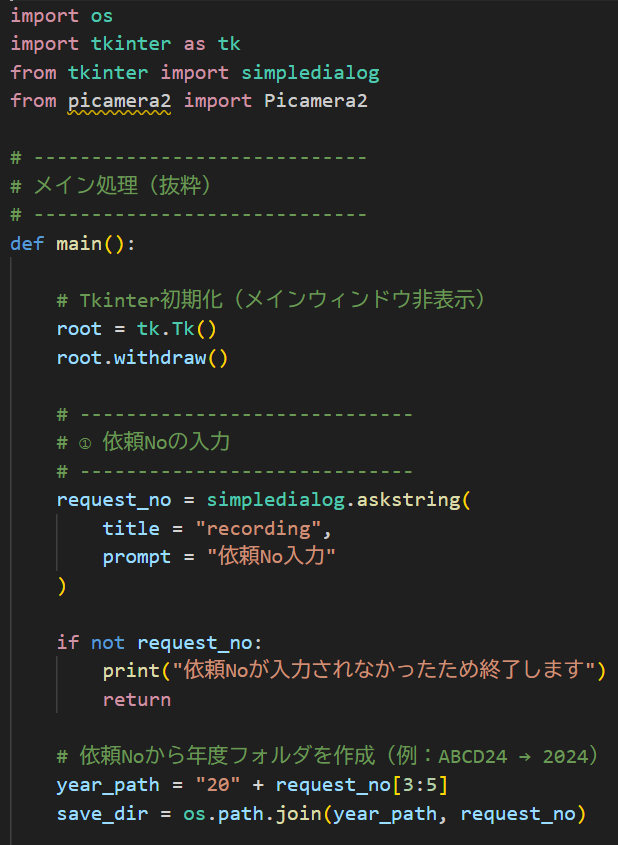 import os
import tkinter as tk
from tkinter import simpledialog
from picamera2 import Picamera2

# -----------------------------
# メイン処理（抜粋）
# -----------------------------
def main():

    # Tkinter初期化（メインウィンドウ非表示）
    root = tk.Tk()
    root.withdraw()

    # -----------------------------
    # ① 依頼Noの入力
    # -----------------------------
    request_no = simpledialog.askstring(
        title = "recording",
        prompt = "依頼No入力"
    )

    if not request_no:
        print("依頼Noが入力されなかったため終了します")
        return

    # 依頼Noから年度フォルダを作成（例：ABCD24 → 2024）
    year_path = "20" + request_no[3:5]
    save_dir = os.path.join(year_path, request_no)